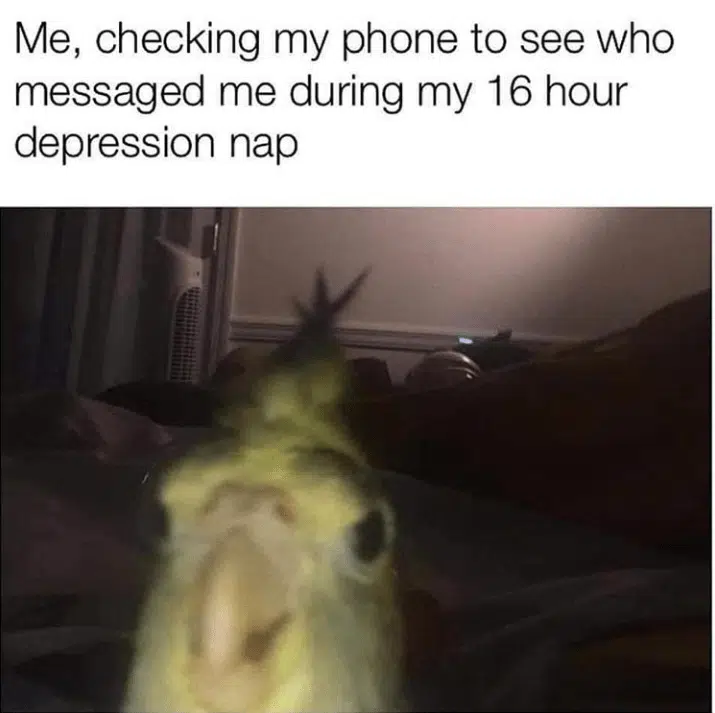 Me, checking my phone to see who
messaged me during my 16 hour
depression nap